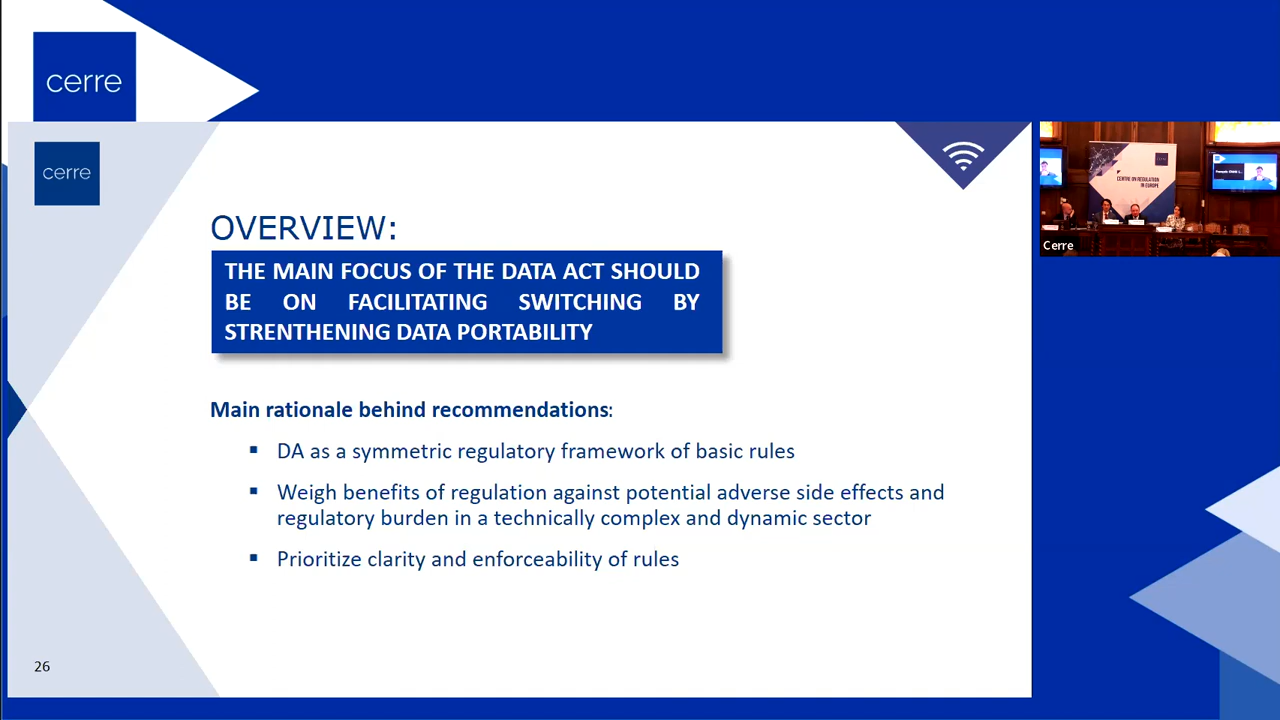 cerre
cerre
OVERVIEW:
THE MAIN FOCUS OF THE DATA ACT SHOULD
BE ON FACILITATING SWITCHING BY
STRENTHENING DATA PORTABILITY
Main rationale behind recommendations:
▪ DA as a symmetric regulatory framework of basic rules
▪ Weigh benefits of regulation against potential adverse side effects and
regulatory burden in a technically complex and dynamic sector
▪ Prioritize clarity and enforceability of rules
26
CENTRE ON REGULATION
IN EUROPE
Cerre